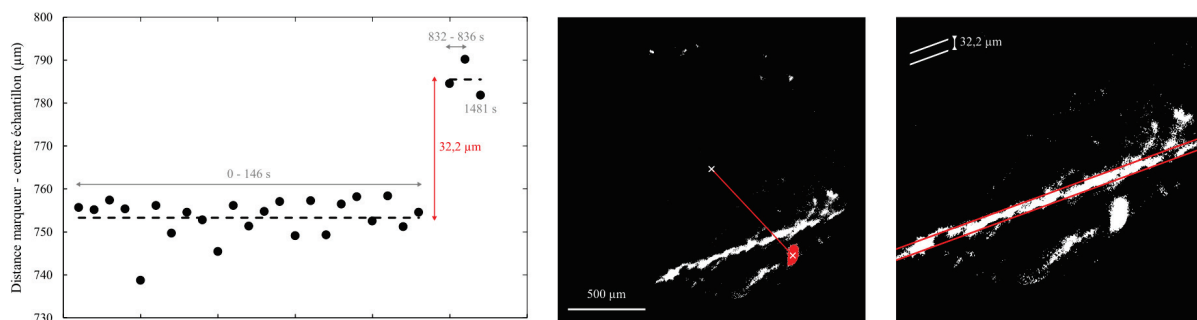 Distance marqueur - centre échantillon (µm)
800
790
780
770
760
750
740
730
832 - 836 s
1481 s
32,2 µm
0 - 146 s
500 µm
32,2 µm